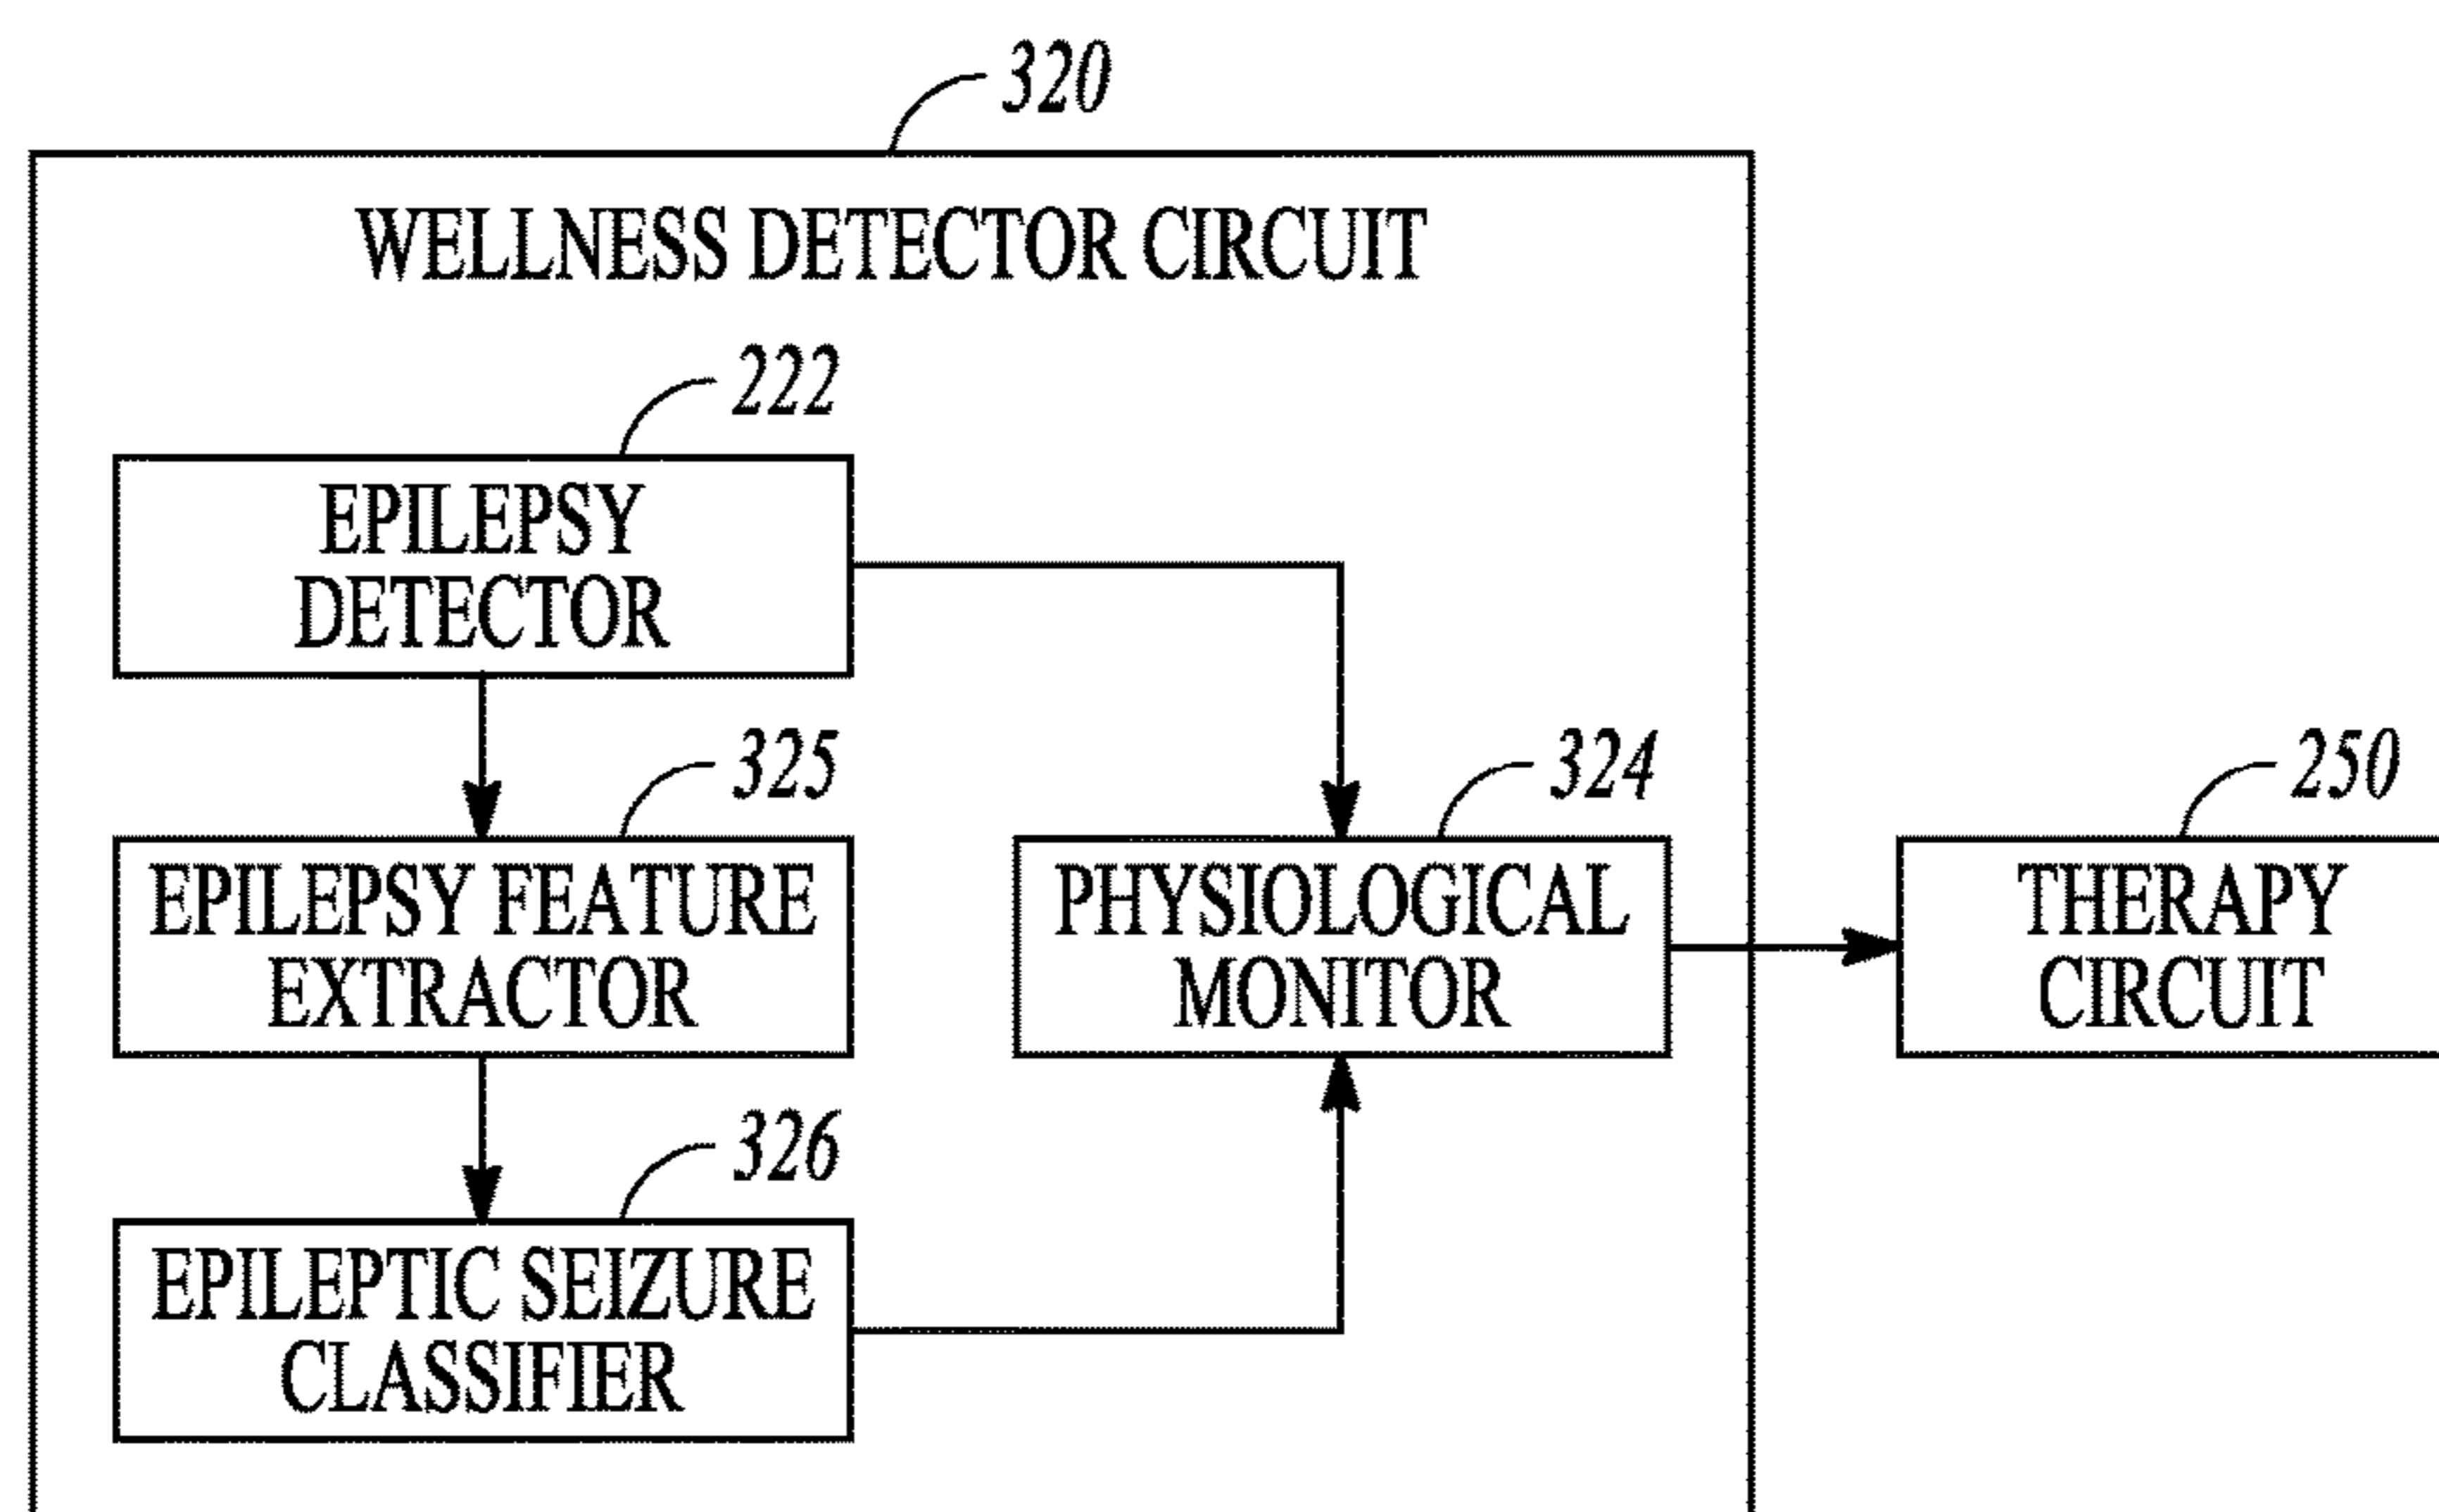 320
WELLNESS DETECTOR CIRCUIT
222
EPILEPSY
DETECTOR
325
EPILEPSY FEATURE
EXTRACTOR
324
PHYSIOLOGICAL
MONITOR
250
THERAPY
CIRCUIT
326
EPILEPTIC SEIZURE
CLASSIFIER